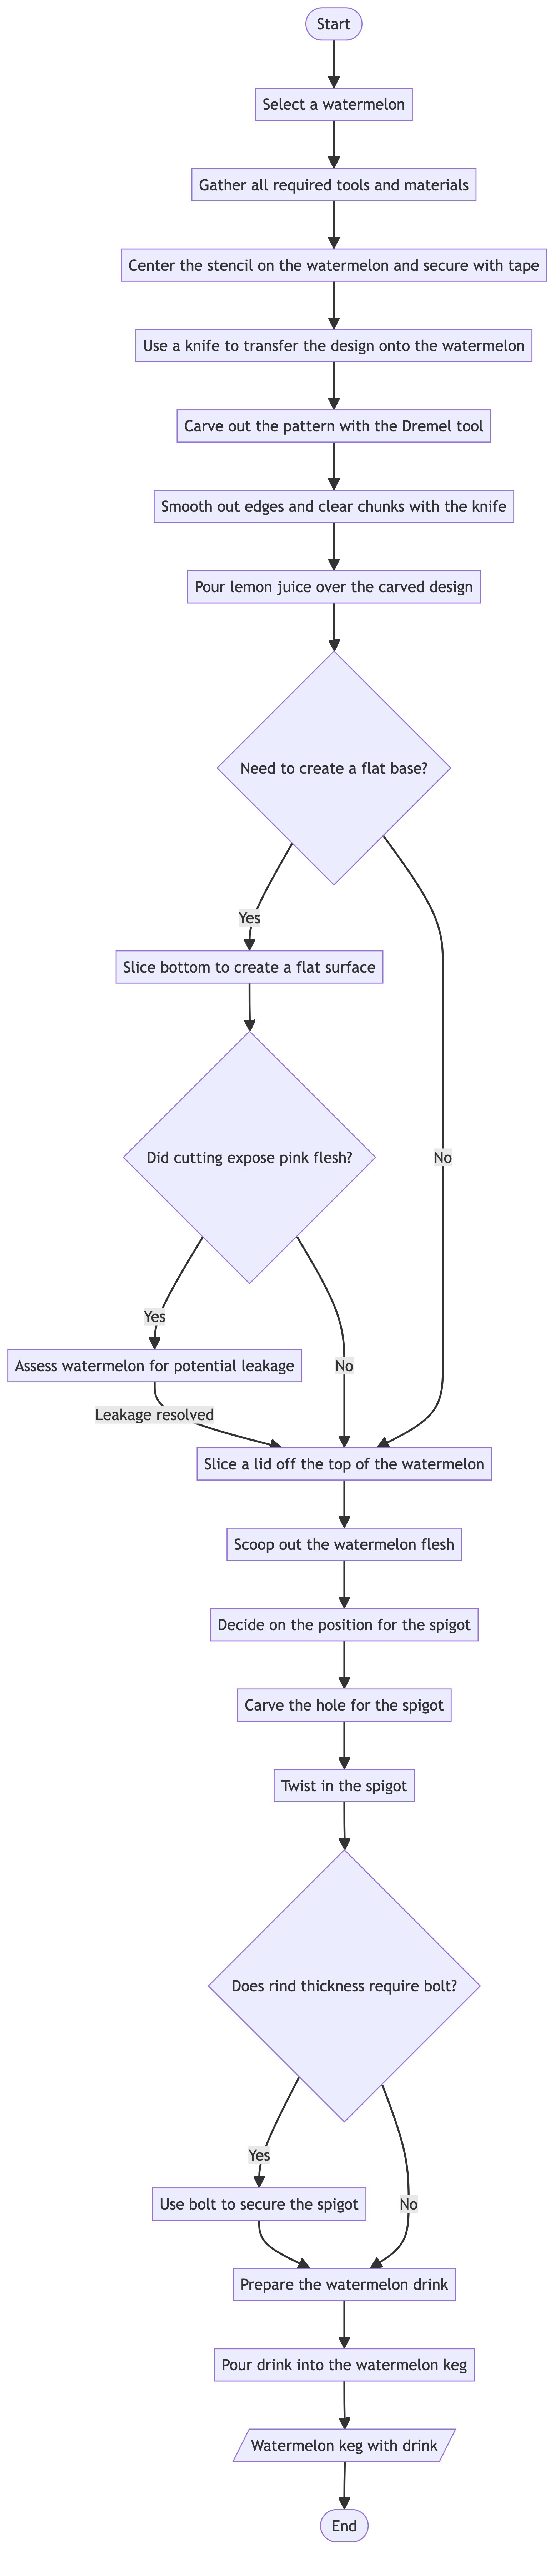 Start
Select a watermelon
Gather all required tools and materials
Center the stencil on the watermelon and secure with tape
Use a knife to transfer the design onto the watermelon
Carve out the pattern with the Dremel tool
Smooth out edges and clear chunks with the knife
Pour lemon juice over the carved design
Need to create a flat base?
Yes
Slice bottom to create a flat surface
Did cutting expose pink flesh?
No
Yes
Assess watermelon for potential leakage
No
Leakage resolved
Slice a lid off the top of the watermelon
Scoop out the watermelon flesh
Decide on the position for the spigot
Carve the hole for the spigot
Twist in the spigot
Does rind thickness require bolt?
Yes
Use bolt to secure the spigot
No
Prepare the watermelon drink
Pour drink into the watermelon keg
Watermelon keg with drink
End